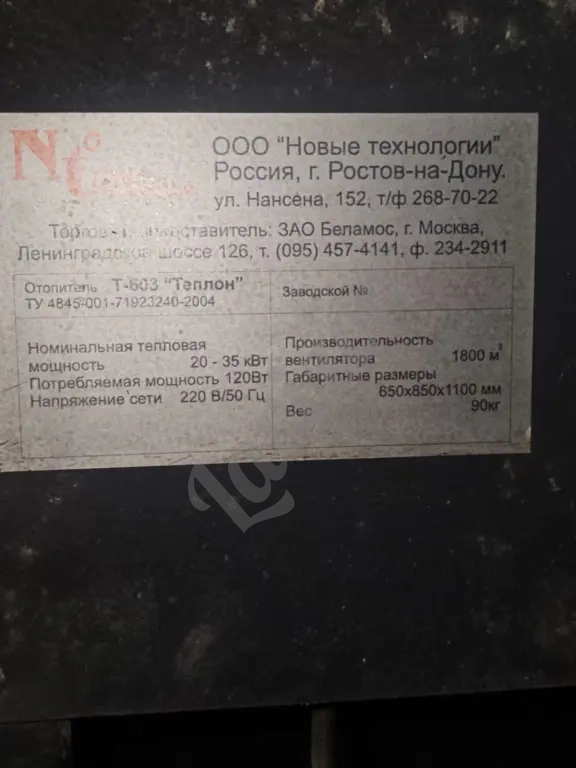 ООО "Новые технологии"
Россия, г. Ростов-на-Дону.
ул. Нансена, 152, т/ф 268-70-22
ЗАО Беламос, г. Москва,
Ленинградское шоссе 126, т. (095) 457-4141, ф. 234-2911
Отопитель Т-603 "Теплон"
ТУ 4845-001-71923240-2004
Заводской №
Номинальная тепловая
мощность 20 - 35 кВт
Потребляемая мощность 120Вт
Напряжение сети 220 В/50 Гц
Производительность
вентилятора 1800 м³
Габаритные размеры
650х850х1100 мм
Вес 90кг